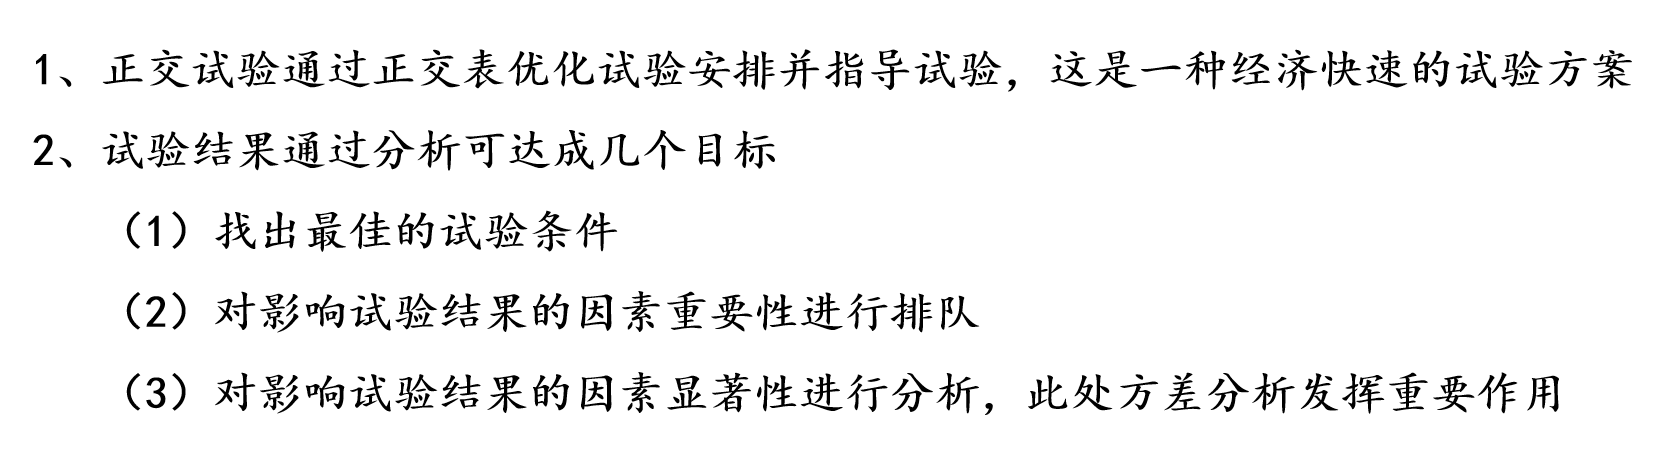 1、正交试验通过正交表优化试验安排并指导试验，这是一种经济快速的试验方案
2、试验结果通过分析可达成几个目标
（1）找出最佳的试验条件
（2）对影响试验结果的因素重要性进行排队
（3）对影响试验结果的因素显著性进行分析，此处方差分析发挥重要作用